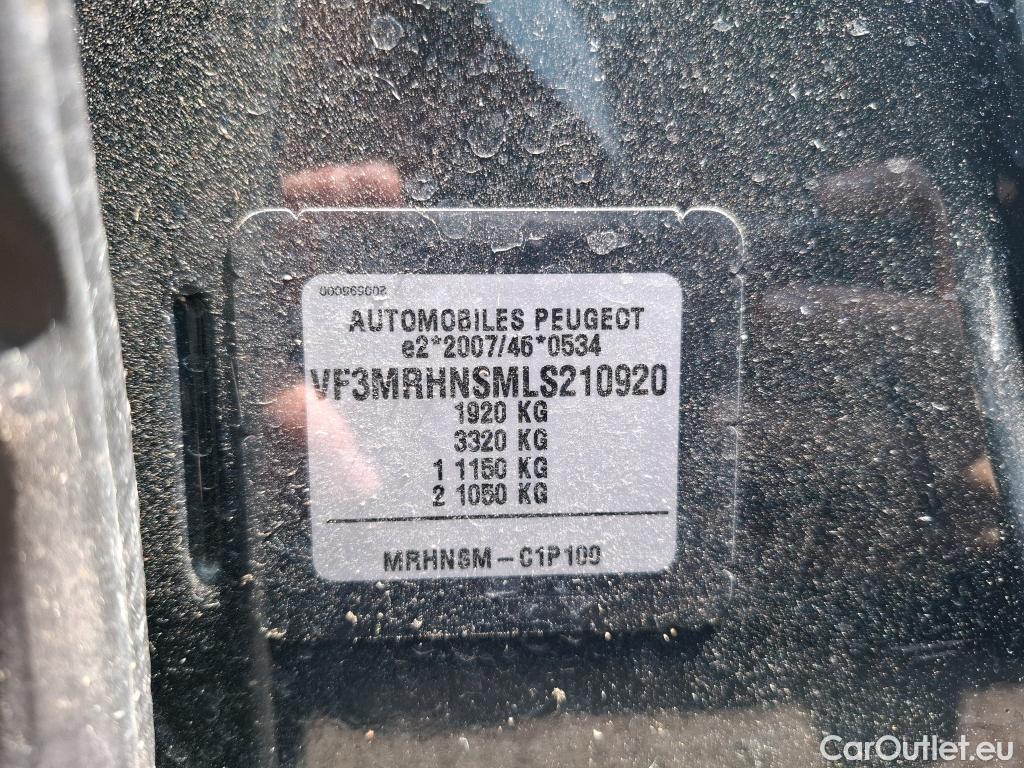 200595000
AUTOMOBILES PEUGEOT
e2*2007/46*0534
VF3MRHNSMLS210920
1920 KG
3320 KG
1 1150 KG
2 1050 KG
MRHNSM - C1P100
CarOutlet.eu